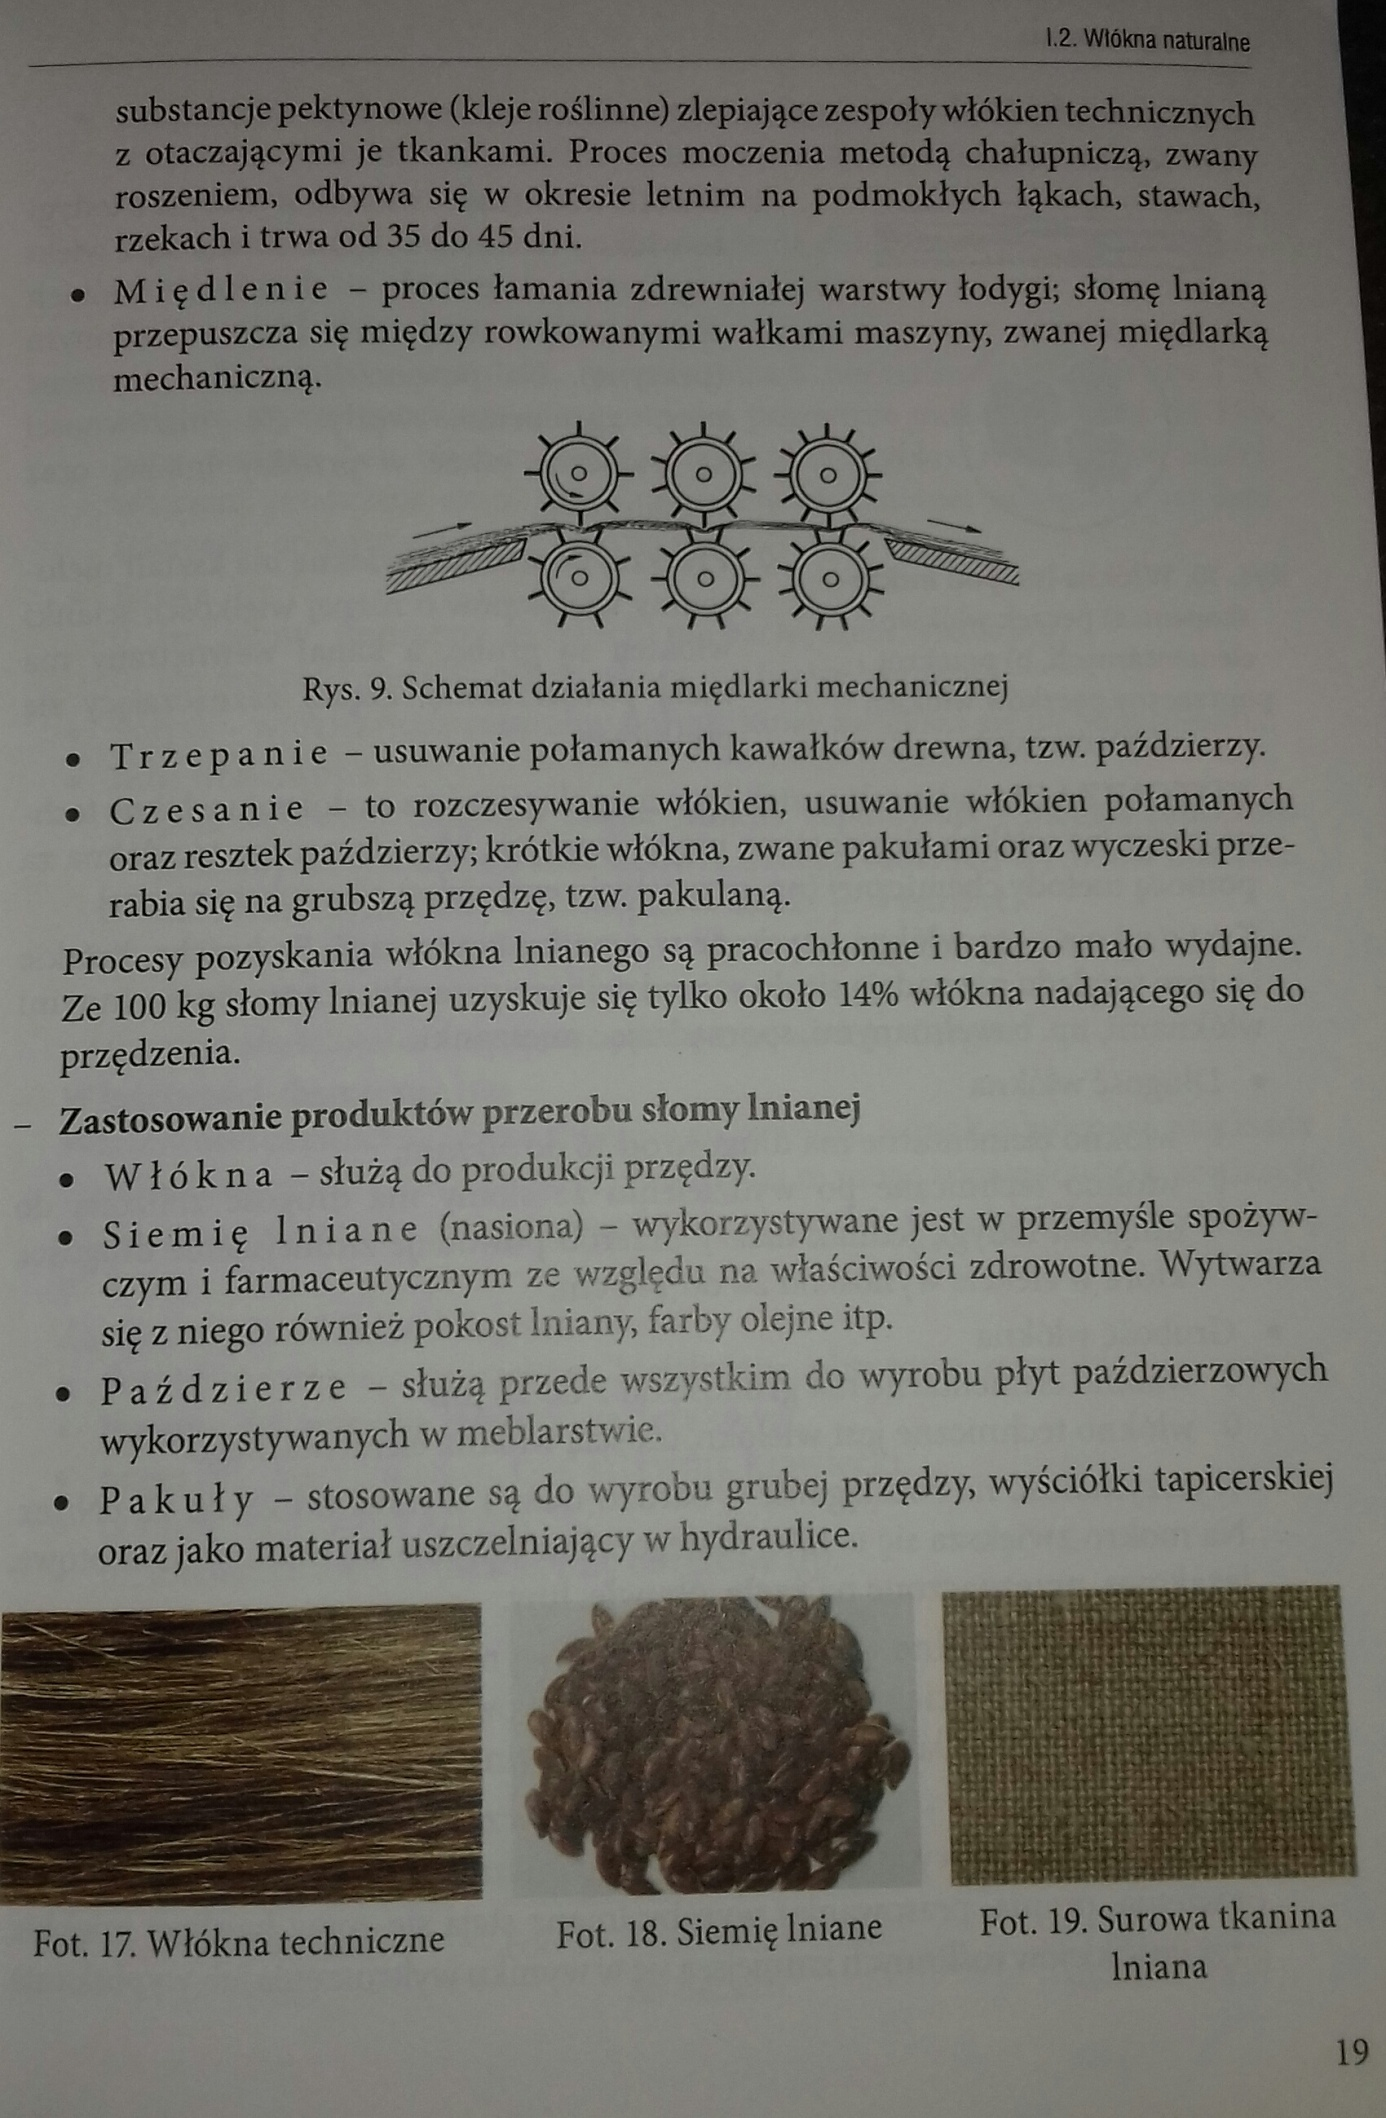 I.2. Włókna naturalne
substancje pektynowe (kleje roślinne) zlepiające zespoły włókien technicznych
z otaczającymi je tkankami. Proces moczenia metodą chałupniczą, zwany
roszeniem, odbywa się w okresie letnim na podmokłych łąkach, stawach,
rzekach i trwa od 35 do 45 dni.
• Międlenie – proces łamania zdrewniałej warstwy łodygi; słomę lnianą
przepuszcza się między rowkowanymi wałkami maszyny, zwanej międlarką
mechaniczną.
Rys. 9. Schemat działania międlarki mechanicznej
• Trzepanie – usuwanie połamanych kawałków drewna, tzw. paździerzy.
• Czesanie – to rozczesywanie włókien, usuwanie włókien połamanych
oraz resztek paździerzy; krótkie włókna, zwane pakułami oraz wyczeski prze-
rabia się na grubszą przędzę, tzw. pakulaną.
Procesy pozyskania włókna lnianego są pracochłonne i bardzo mało wydajne.
Ze 100 kg słomy lnianej uzyskuje się tylko około 14% włókna nadającego się do
przędzenia.
– Zastosowanie produktów przerobu słomy lnianej
• Włókna – służą do produkcji przędzy.
• Siemię lniane (nasiona) – wykorzystywane jest w przemyśle spożyw-
czym i farmaceutycznym ze względu na właściwości zdrowotne. Wytwarza
się z niego również pokost lniany, farby olejne itp.
• Paździerze – służą przede wszystkim do wyrobu płyt paździerzowych
wykorzystywanych w meblarstwie.
• Pakuły – stosowane są do wyrobu grubej przędzy, wyściółki tapicerskiej
oraz jako materiał uszczelniający w hydraulice.
Fot. 17. Włókna techniczne
Fot. 18. Siemię lniane
Fot. 19. Surowa tkanina
lniana
19